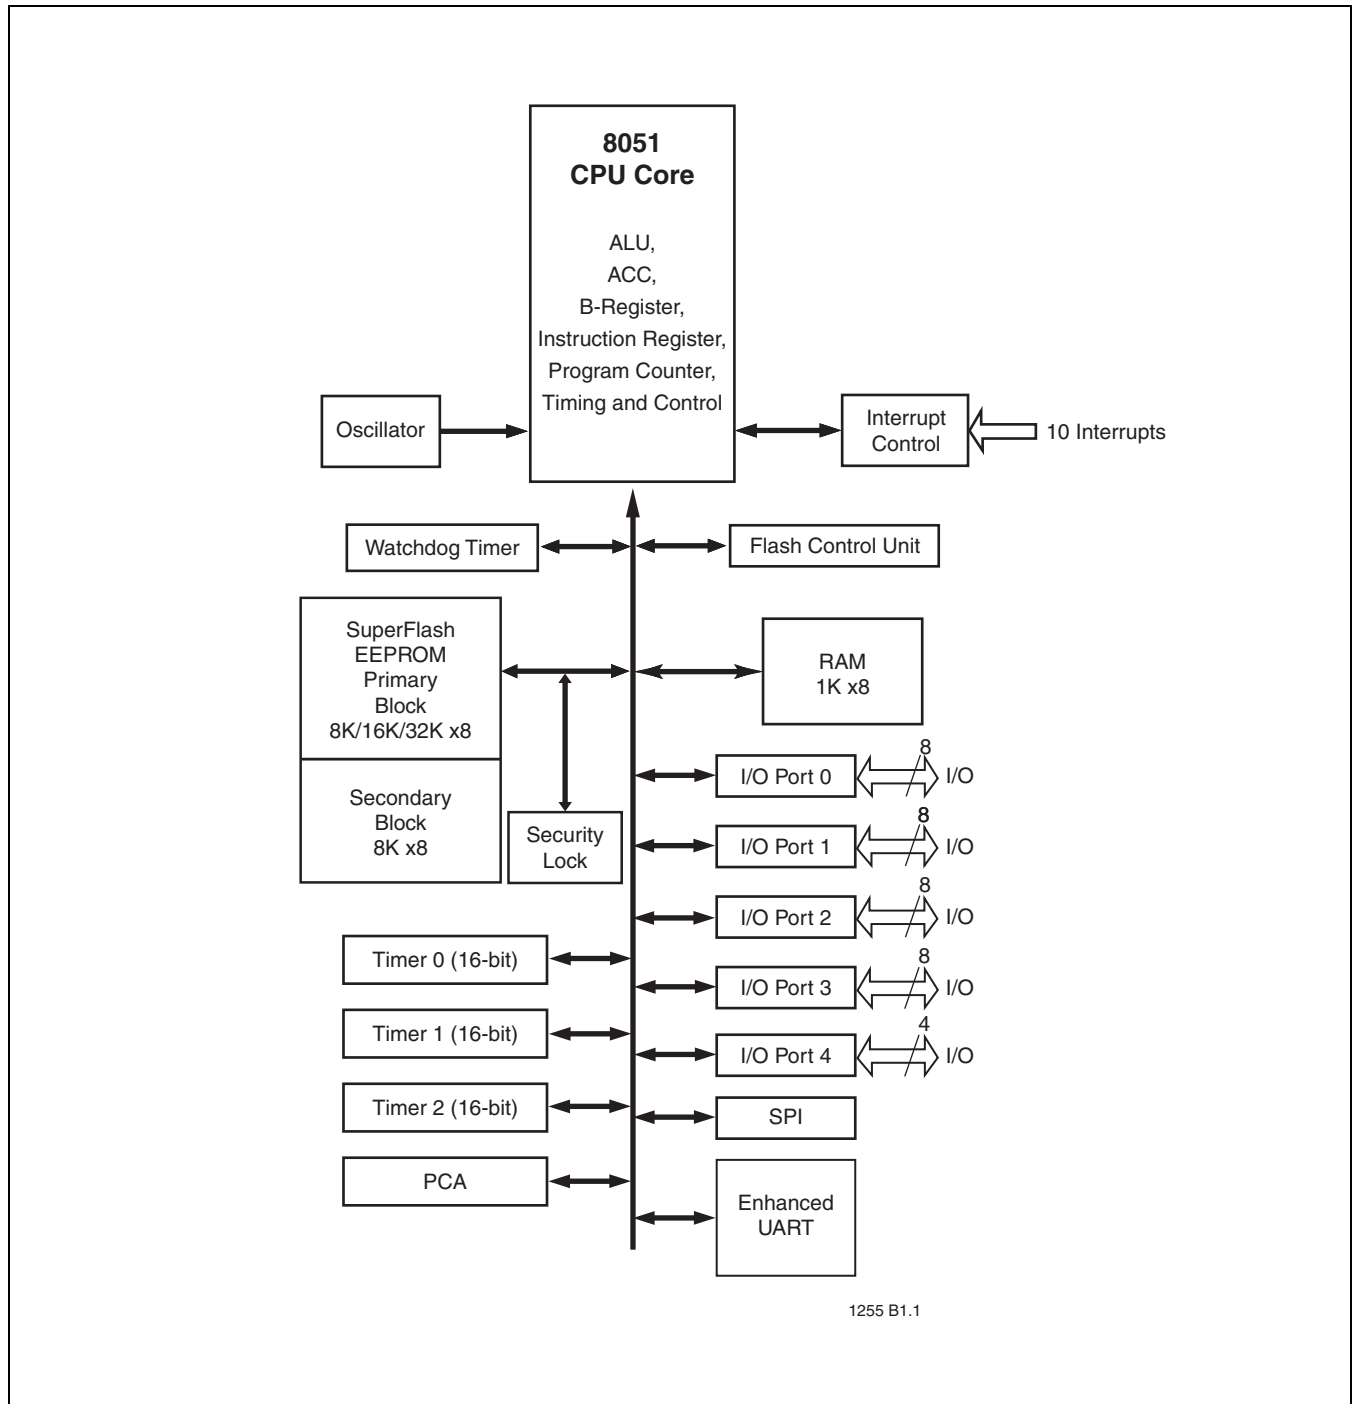 8051
CPU Core
ALU,
ACC,
B-Register,
Instruction Register,
Program Counter,
Timing and Control
Oscillator
Interrupt
Control
10 Interrupts
Watchdog Timer
Flash Control Unit
SuperFlash
EEPROM
Primary
Block
8K/16K/32K x8
Secondary
Block
8K x8
Security
Lock
RAM
1K x8
8
I/O Port 0
I/O
8
I/O Port 1
I/O
8
I/O Port 2
I/O
8
I/O Port 3
I/O
4
I/O Port 4
I/O
Timer 0 (16-bit)
Timer 1 (16-bit)
Timer 2 (16-bit)
PCA
SPI
Enhanced
UART
1255 B1.1